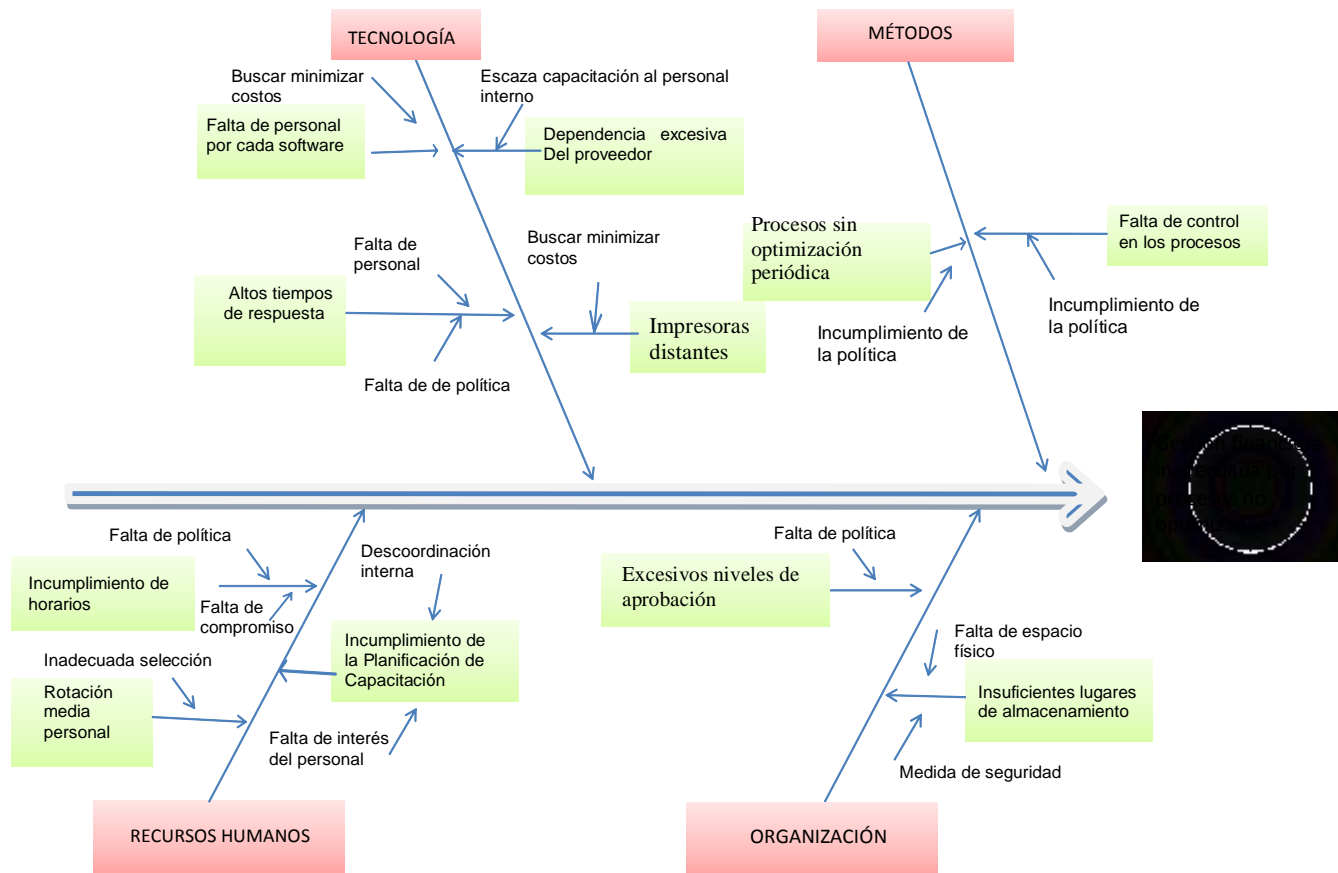 TECNOLOGÍA
MÉTODOS
Buscar minimizar
costos
Escaza capacitación al personal
interno
Falta de personal
por cada software
Dependencia excesiva
Del proveedor
Procesos sin
optimización
periódica
Falta de control
en los procesos
Falta de
personal
Buscar minimizar
costos
Altos tiempos
de respuesta
Impresoras
distantes
Incumplimiento de
la política
Incumplimiento de
la política
Falta de de política
inadecuada por
procesos no
Falta de política
Descoordinación
interna
Falta de política
Incumplimiento de
horarios
Excesivos niveles de
aprobación
Falta de
compromiso
Incumplimiento de
la Planificación de
Capacitación
Falta de espacio
físico
Inadecuada selección
Rotación
media
personal
Insuficientes lugares
de almacenamiento
Falta de interés
del personal
Medida de seguridad
RECURSOS HUMANOS
ORGANIZACIÓN